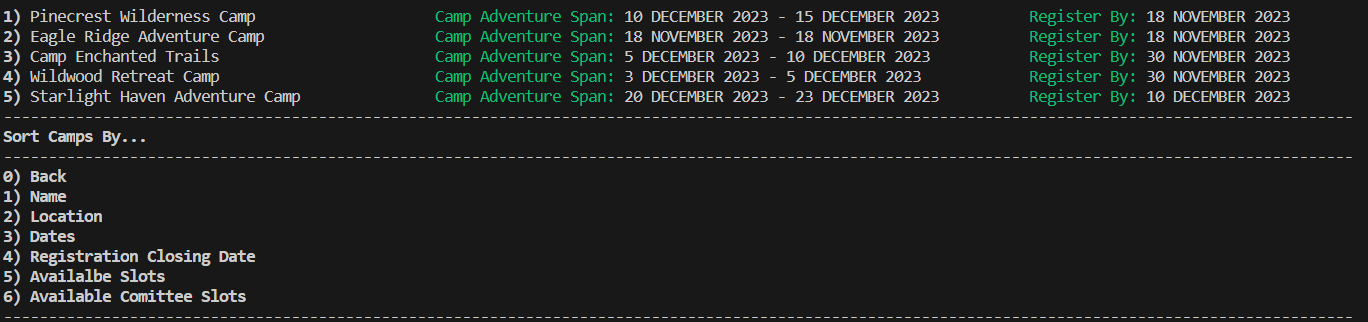 1) Pinecrest Wilderness Camp Camp Adventure Span: 10 DECEMBER 2023 - 15 DECEMBER 2023 Register By: 18 NOVEMBER 2023
2) Eagle Ridge Adventure Camp Camp Adventure Span: 18 NOVEMBER 2023 - 18 NOVEMBER 2023 Register By: 18 NOVEMBER 2023
3) Camp Enchanted Trails Camp Adventure Span: 5 DECEMBER 2023 - 10 DECEMBER 2023 Register By: 30 NOVEMBER 2023
4) Wildwood Retreat Camp Camp Adventure Span: 3 DECEMBER 2023 - 5 DECEMBER 2023 Register By: 30 NOVEMBER 2023
5) Starlight Haven Adventure Camp Camp Adventure Span: 20 DECEMBER 2023 - 23 DECEMBER 2023 Register By: 10 DECEMBER 2023
Sort Camps By...
0) Back
1) Name
2) Location
3) Dates
4) Registration Closing Date
5) Availalbe Slots
6) Available Comittee Slots